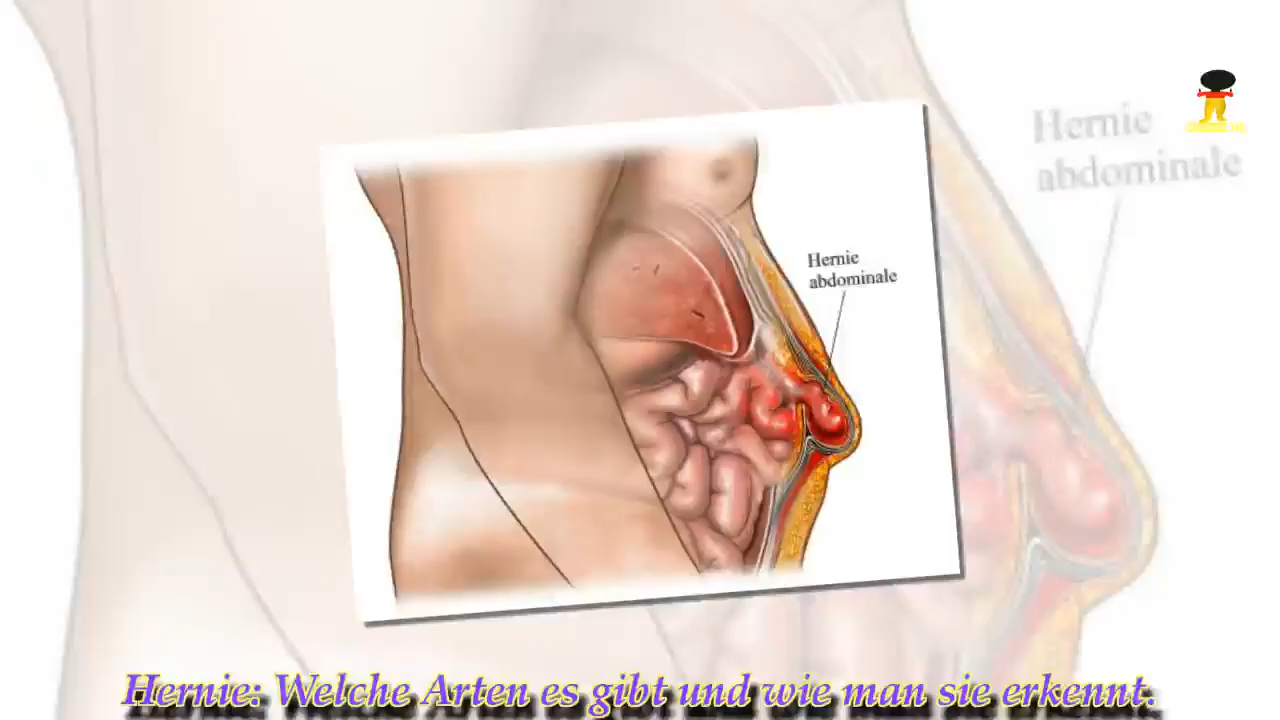 Hernie
abdominale
Hernie
abdominale
Hernie: Welche Arten es gibt und wie man sie erkennt.